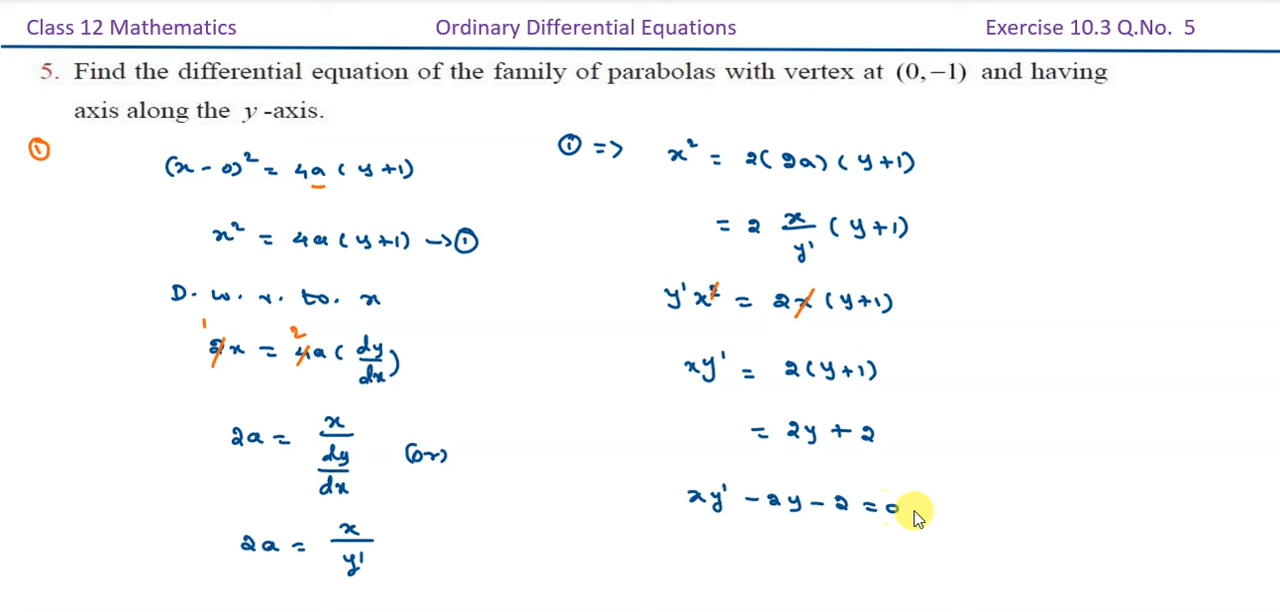 Class 12 Mathematics Ordinary Differential Equations Exercise 10.3 Q.No. 5
5. Find the differential equation of the family of parabolas with vertex at (0,−1) and having
axis along the y -axis.
①
(x - 0)² = 4a (y+1)
x² = 4a (y+1) → ①
D. w. r. to. x
2x = 4a ( dy/dx ) 1 2
2a = x / (dy/dx) (or)
2a = x / y'
① => x² = 2(2a) (y+1)
= 2 x/y' (y+1)
y'x² = 2x (y+1)
xy' = 2(y+1)
= 2y + 2
xy' - 2y - 2 = 0